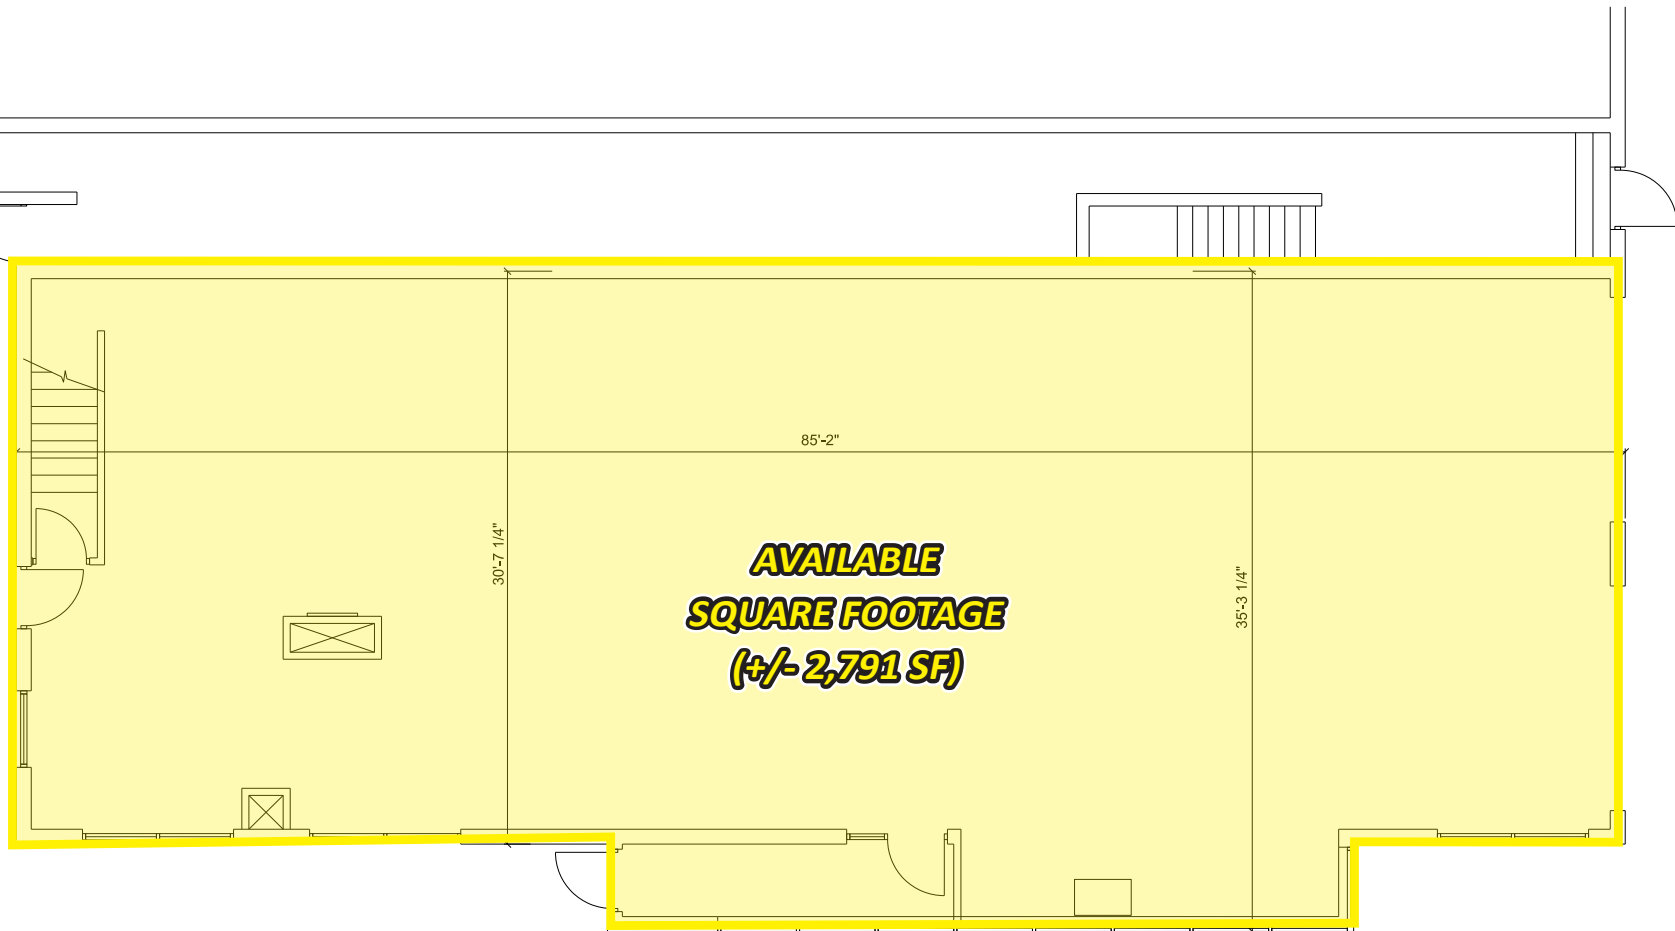 85'-2"
30'-7 1/4"
35'-3 1/4"
AVAILABLE
SQUARE FOOTAGE
(+/- 2,791 SF)